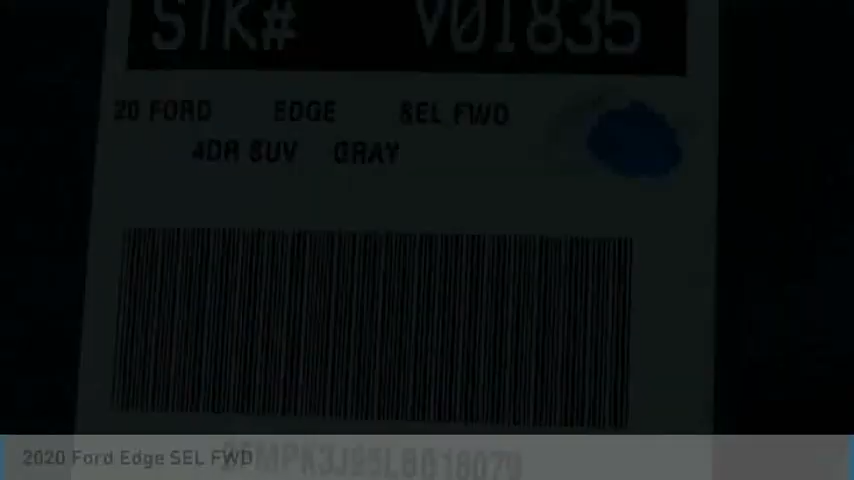 STK# V01835
20 FORD EDGE SEL FWD
4DR SUV GRAY
2020 Ford Edge SEL FWD